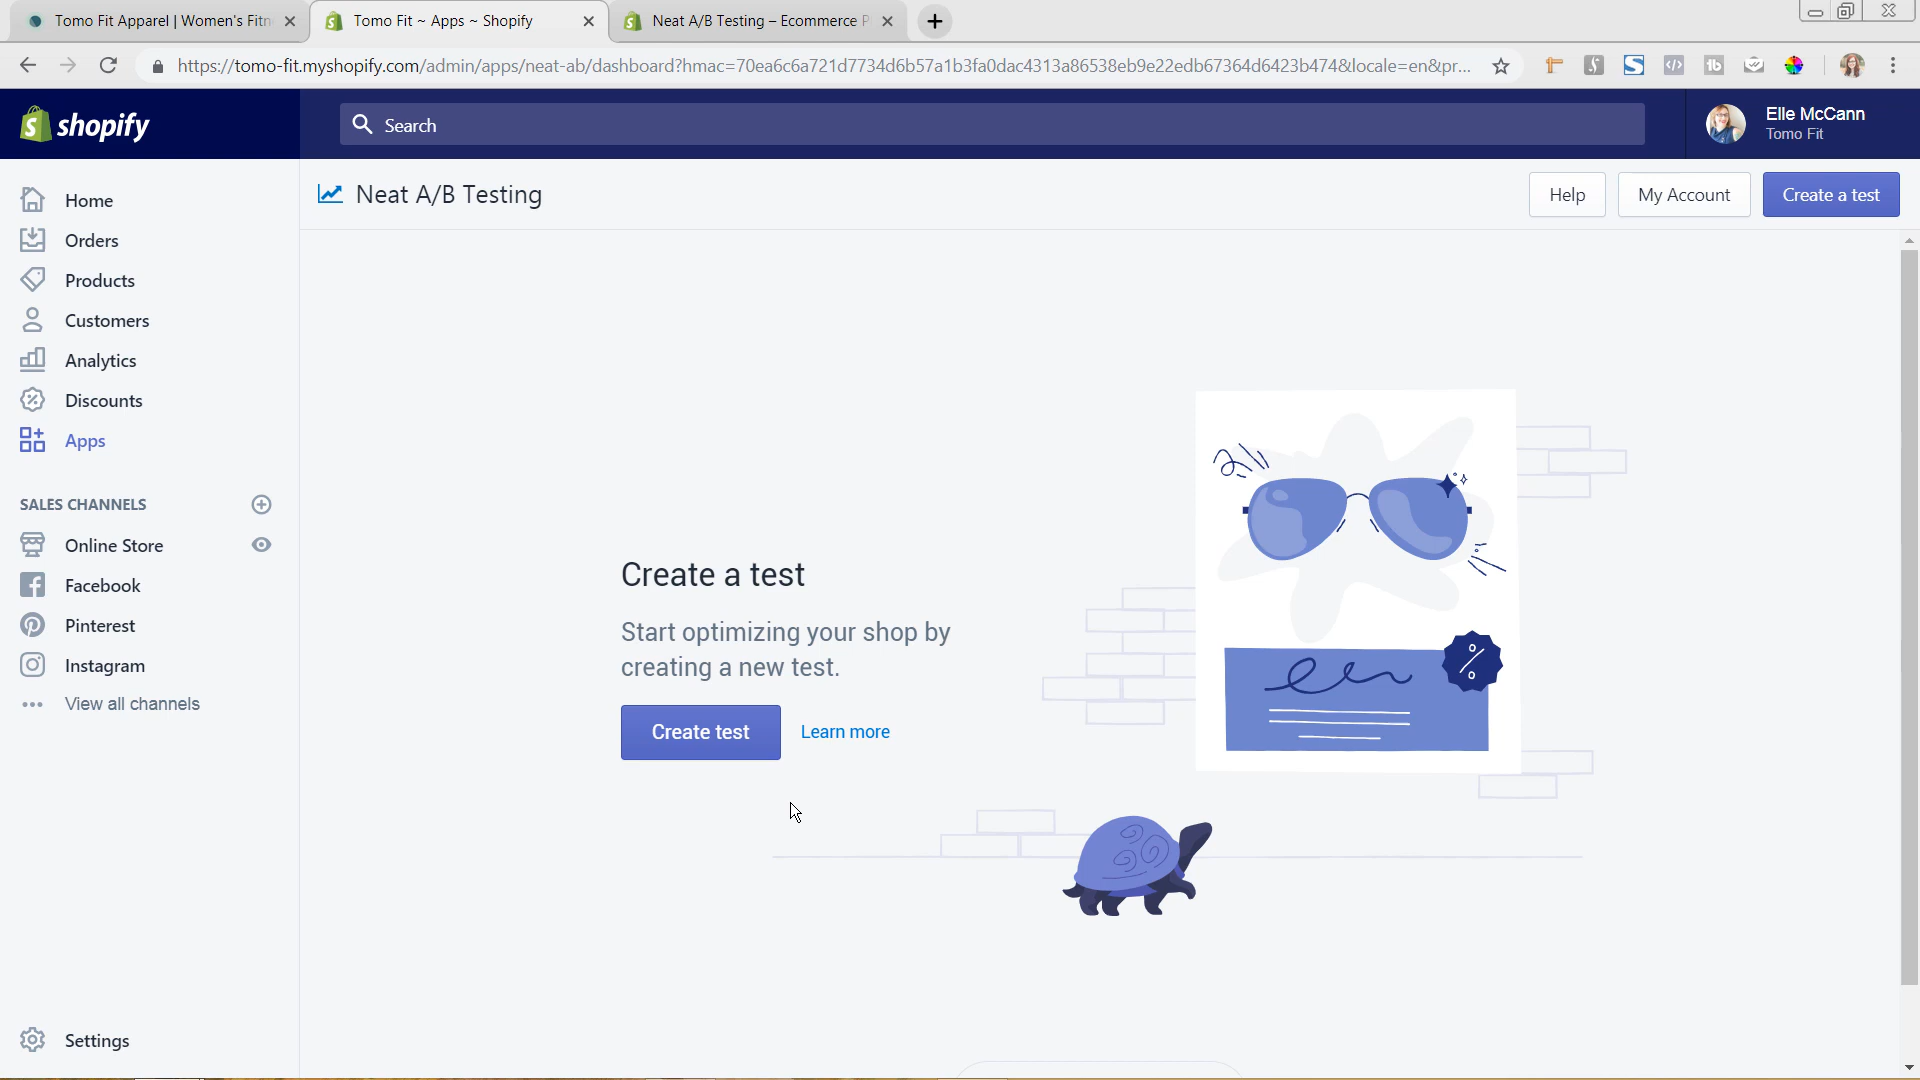 Tomo Fit Apparel | Women's Fitn
Tomo Fit ~ Apps ~ Shopify
Neat A/B Testing – Ecommerce P
https://tomo-fit.myshopify.com/admin/apps/neat-ab/dashboard?hmac=70ea6c6a721d7734d6b57a1b3fa0dac4313a86538eb9e22edb67364d6423b474&locale=en&pr...
shopify
Search
Elle McCann
Tomo Fit
Neat A/B Testing
Help
My Account
Create a test
Home
Orders
Products
Customers
Analytics
Discounts
Apps
SALES CHANNELS
Online Store
Facebook
Pinterest
Instagram
View all channels
Settings
Create a test
Start optimizing your shop by
creating a new test.
Create test
Learn more